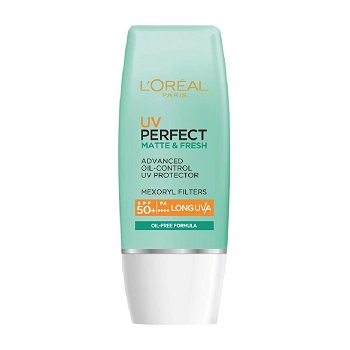 L'ORÉAL
PARIS
UV
PERFECT
MATTE & FRESH
ADVANCED
OIL-CONTROL
UV PROTECTOR
MEXORYL FILTERS
SPF 50+ PA ++++ LONG UVA
OIL-FREE FORMULA